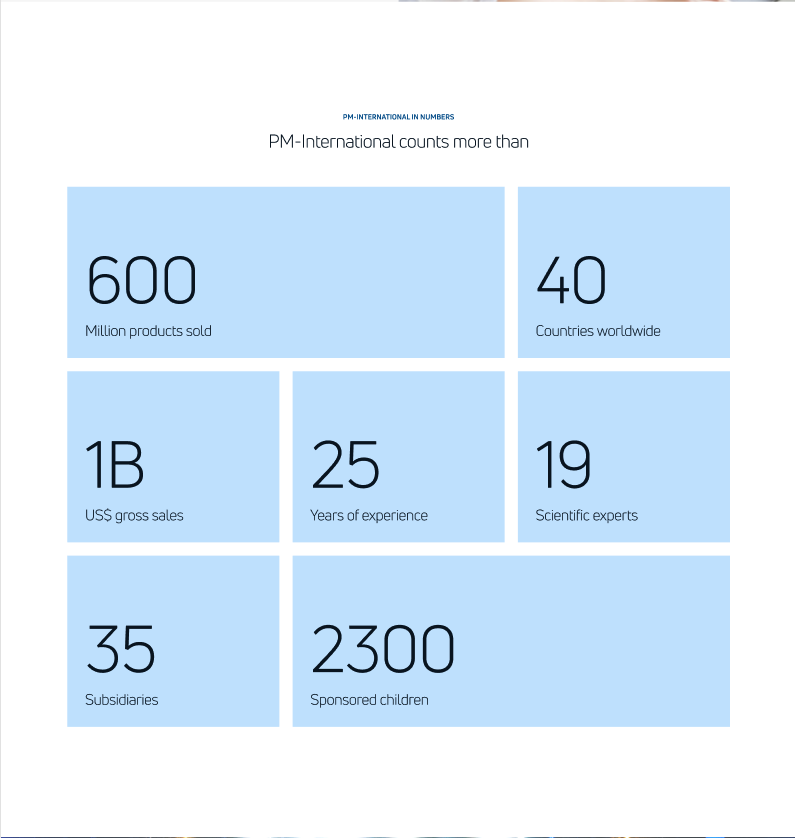 PM-INTERNATIONAL IN NUMBERS
PM-International counts more than
600
Million products sold
40
Countries worldwide
1B
US$ gross sales
25
Years of experience
19
Scientific experts
35
Subsidiaries
2300
Sponsored children